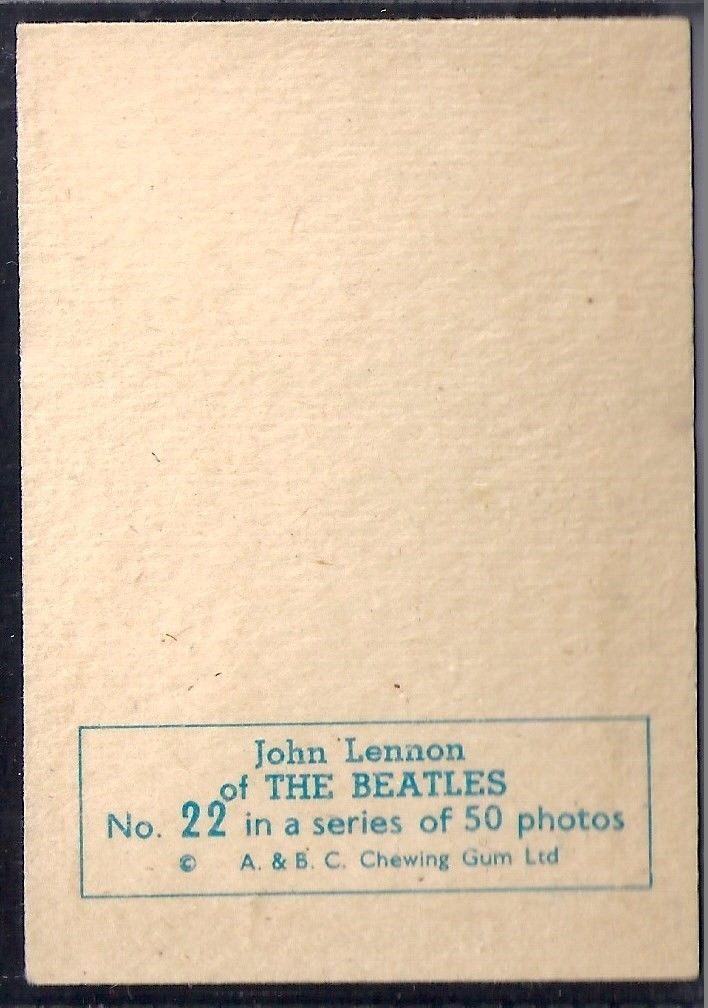 John Lennon
of THE BEATLES
No. 22 in a series of 50 photos
© A. & B. C. Chewing Gum Ltd